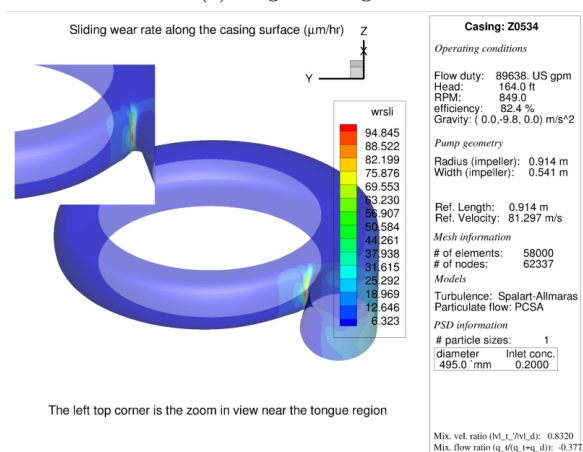 Sliding wear rate along the casing surface (μm/hr)
Z
Y
wrsli
94.845
88.522
82.199
75.876
69.553
63.230
56.907
50.584
44.261
37.938
31.615
25.292
18.969
12.646
6.323
The left top corner is the zoom in view near the tongue region
Casing: Z0534
Operating conditions
Flow duty: 89638. US gpm
Head: 164.0 ft
RPM: 849.0
efficiency: 82.4 %
Gravity: ( 0.0,-9.8, 0.0) m/s^2
Pump geometry
Radius (impeller): 0.914 m
Width (impeller): 0.541 m
Ref. Length: 0.914 m
Ref. Velocity: 81.297 m/s
Mesh information
# of elements: 58000
# of nodes: 62337
Models
Turbulence: Spalart-Allmaras
Particulate flow: PCSA
PSD information
# particle sizes: 1
diameter Inlet conc.
495.0 `mm 0.2000
Mix. vel. ratio (|v|_t_'/|v|_d): 0.8320
Mix. flow ratio (q_t/(q_t+q_d)): -0.377